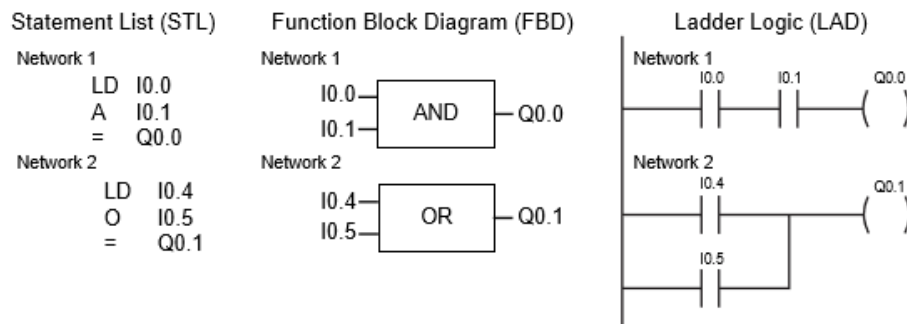 Statement List (STL)
Network 1
LD I0.0
A I0.1
= Q0.0
Network 2
LD I0.4
O I0.5
= Q0.1
Function Block Diagram (FBD)
Network 1
I0.0
I0.1
AND
Q0.0
Network 2
I0.4
I0.5
OR
Q0.1
Ladder Logic (LAD)
Network 1
I0.0 I0.1 Q0.0
Network 2
I0.4 Q0.1
I0.5